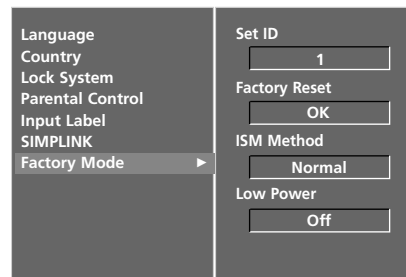 Language
Country
Lock System
Parental Control
Input Label
SIMPLINK
Factory Mode ►
Set ID
1
Factory Reset
OK
ISM Method
Normal
Low Power
Off